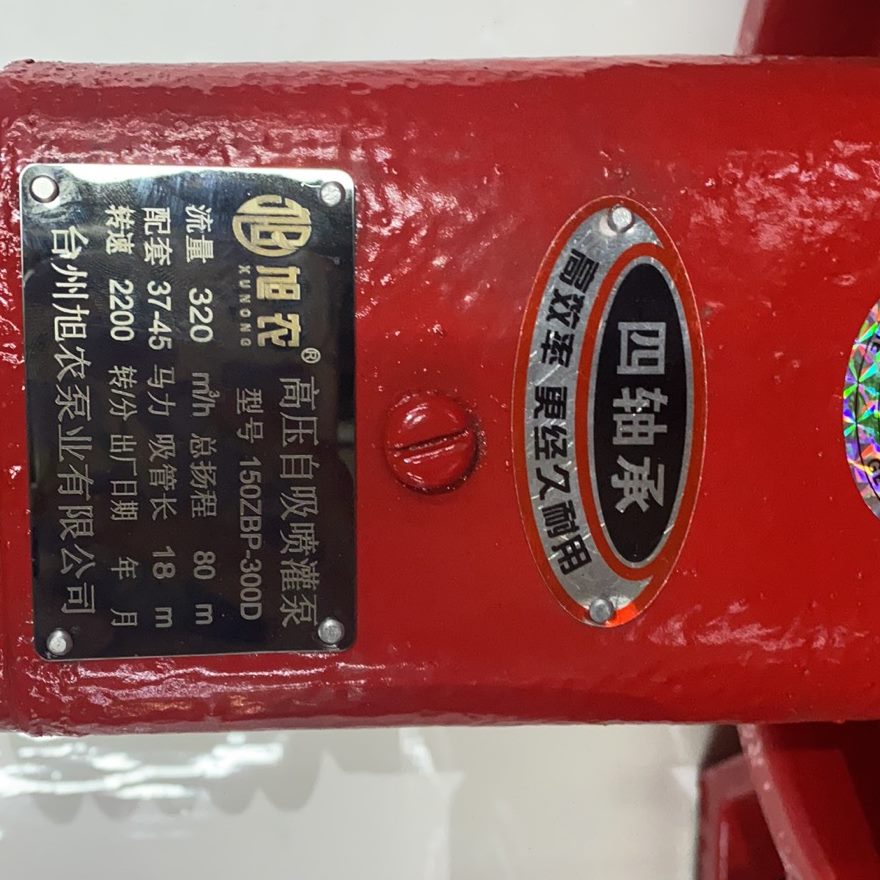 旭农®
XUNONG
高压自吸喷灌泵
型号 150ZBP-300D
流量 320 m³/h 总扬程 80 m
配套 37-45 马力 吸管长 18 m
转速 2200 转/分 出厂日期 年 月
台州旭农泵业有限公司
四轴承
高效率 更经久耐用